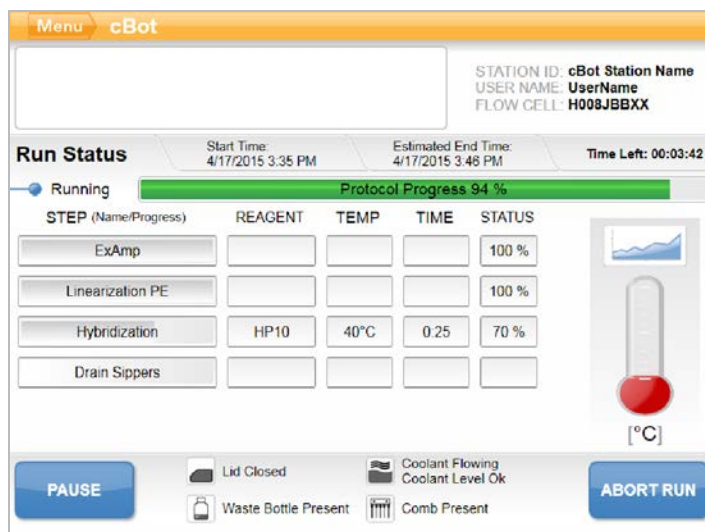 Menu cBot
STATION ID: cBot Station Name
USER NAME: UserName
FLOW CELL: H008JBBXX
Run Status
Start Time:
4/17/2015 3:35 PM
Estimated End Time:
4/17/2015 3:46 PM
Time Left: 00:03:42
Running
Protocol Progress 94 %
STEP (Name/Progress) REAGENT TEMP TIME STATUS
ExAmp 100 %
Linearization PE 100 %
Hybridization HP10 40°C 0:25 70 %
Drain Sippers
[°C]
PAUSE
Lid Closed
Coolant Flowing
Coolant Level Ok
Waste Bottle Present
Comb Present
ABORT RUN